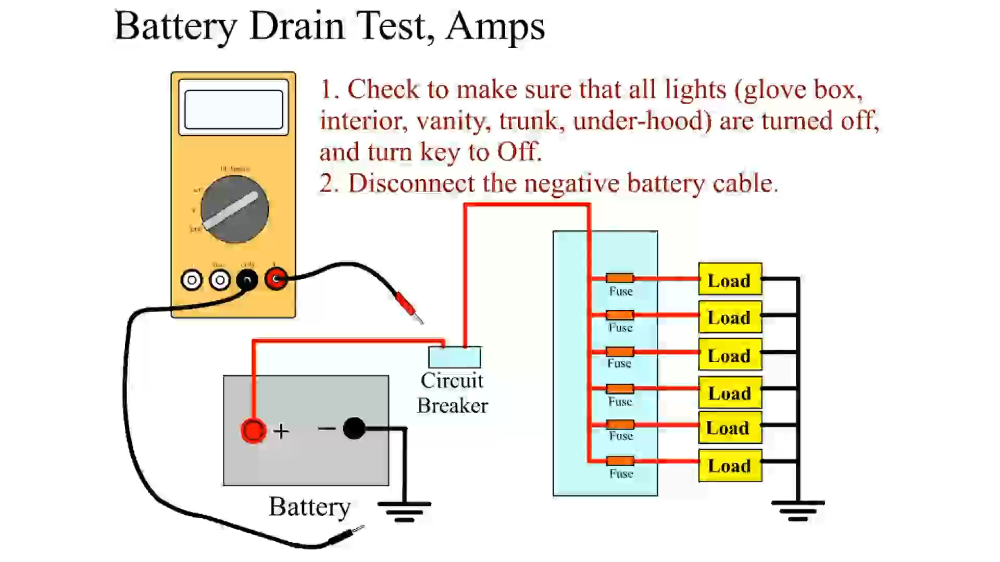 Battery Drain Test, Amps
1. Check to make sure that all lights (glove box,
interior, vanity, trunk, under-hood) are turned off,
and turn key to Off.
2. Disconnect the negative battery cable.
Load
Fuse
Load
Fuse
Load
Fuse
Load
Fuse
Load
Fuse
Load
Fuse
Circuit
Breaker
+ −
Battery